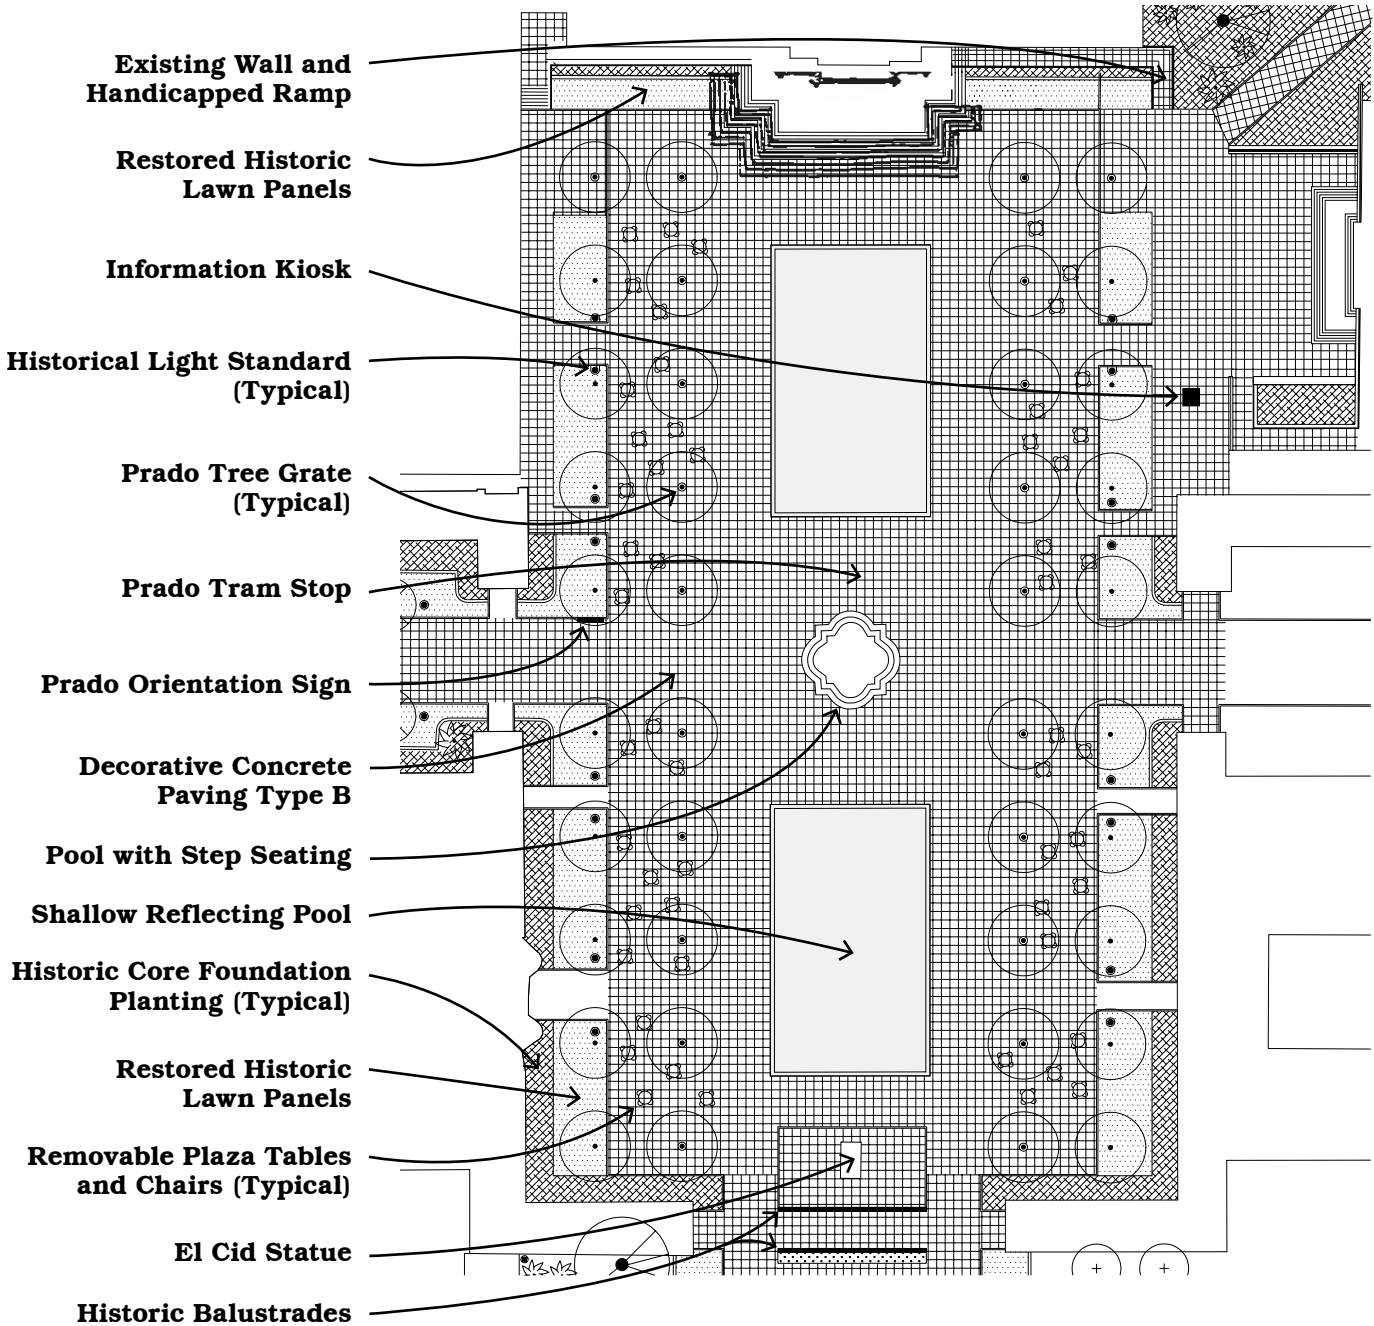 Existing Wall and
Handicapped Ramp
Restored Historic
Lawn Panels
Information Kiosk
Historical Light Standard
(Typical)
Prado Tree Grate
(Typical)
Prado Tram Stop
Prado Orientation Sign
Decorative Concrete
Paving Type B
Pool with Step Seating
Shallow Reflecting Pool
Historic Core Foundation
Planting (Typical)
Restored Historic
Lawn Panels
Removable Plaza Tables
and Chairs (Typical)
El Cid Statue
Historic Balustrades